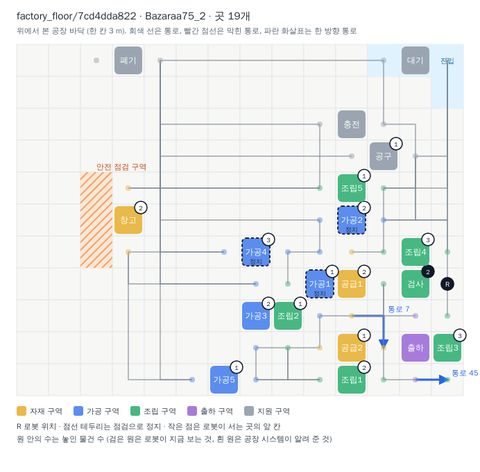 factory_floor/7cd4dda822 · Bazaraa75_2 · 곳 19개
위에서 본 공장 바닥 (한 칸 3 m). 회색 선은 통로, 빨간 점선은 막힌 통로, 파란 화살표는 한 방향 통로
폐기
대기
진입
충전
공구
1
안전 점검 구역
조립5
1
창고
2
가공2
2
정지
가공4
3
정지
조립4
3
가공1
1
정지
공급1
2
검사
2
R
가공3
2
조립2
1
통로 7
공급2
1
출하
조립3
3
가공5
1
조립1
2
통로 45
자재 구역
가공 구역
조립 구역
출하 구역
지원 구역
R 로봇 위치 · 점선 테두리는 점검으로 정지 · 작은 점은 로봇이 서는 곳의 앞 칸
원 안의 수는 놓인 물건 수 (검은 원은 로봇이 지금 보는 것, 흰 원은 공장 시스템이 알려 준 것)